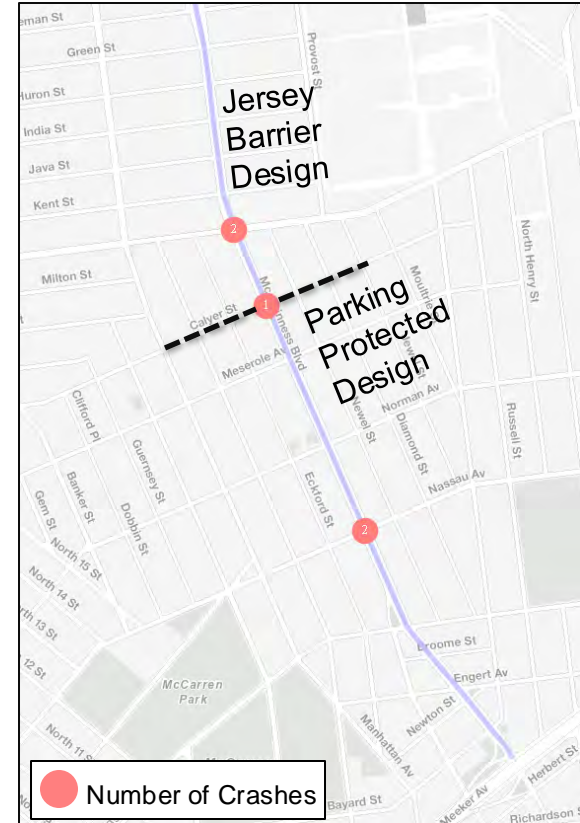 Green St
Provost St
Huron St
India St
Java St
Kent St
Jersey
Barrier
Design
2
Milton St
North Henry St
Calyer St
1
Meserole Av
Parking
Protected
Design
Norman Av
Clifford Pl
Guernsey St
Newel St
Diamond St
Russell St
Banker St
Dobbin St
Gem St
Eckford St
Nassau Av
2
North 15 St
North 14 St
13 St
12 St
Broome St
Engert Av
McCarren
Park
Newton St
Manhattan Av
North 11 St
Herbert St
Meeker Av
Bayard St
Richardson
Number of Crashes